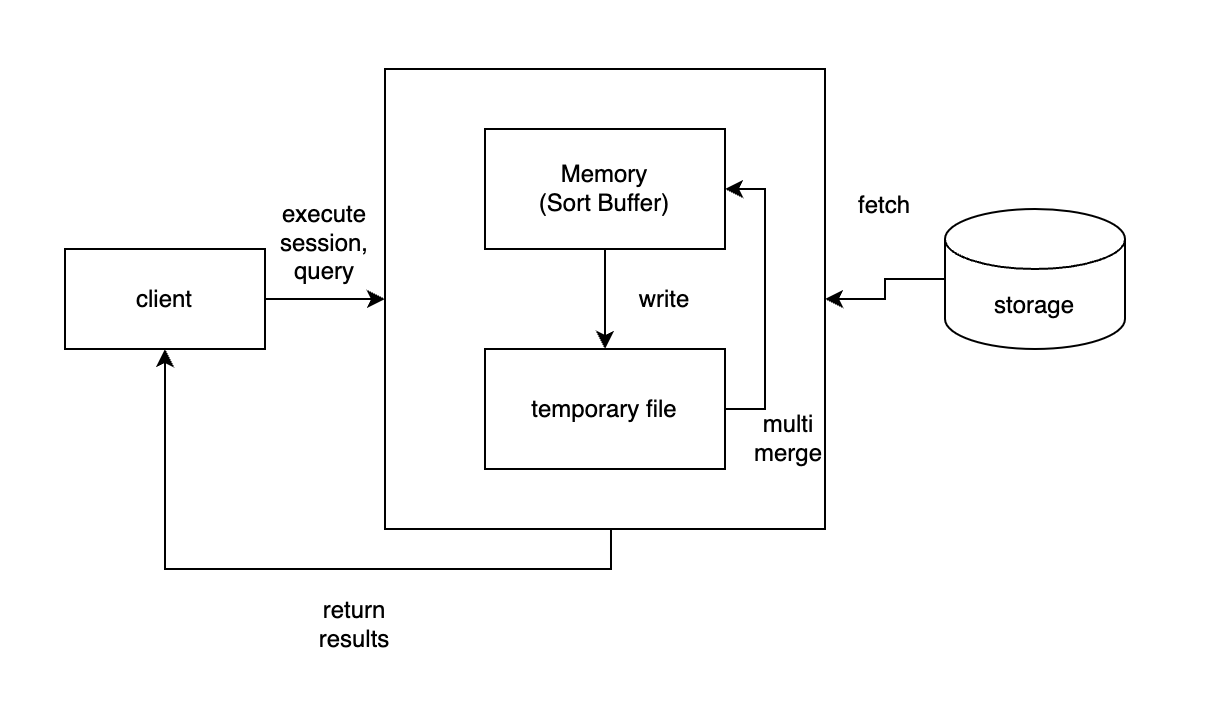 Memory
(Sort Buffer)
fetch
execute
session,
query
client
write
storage
temporary file
multi
merge
return
results